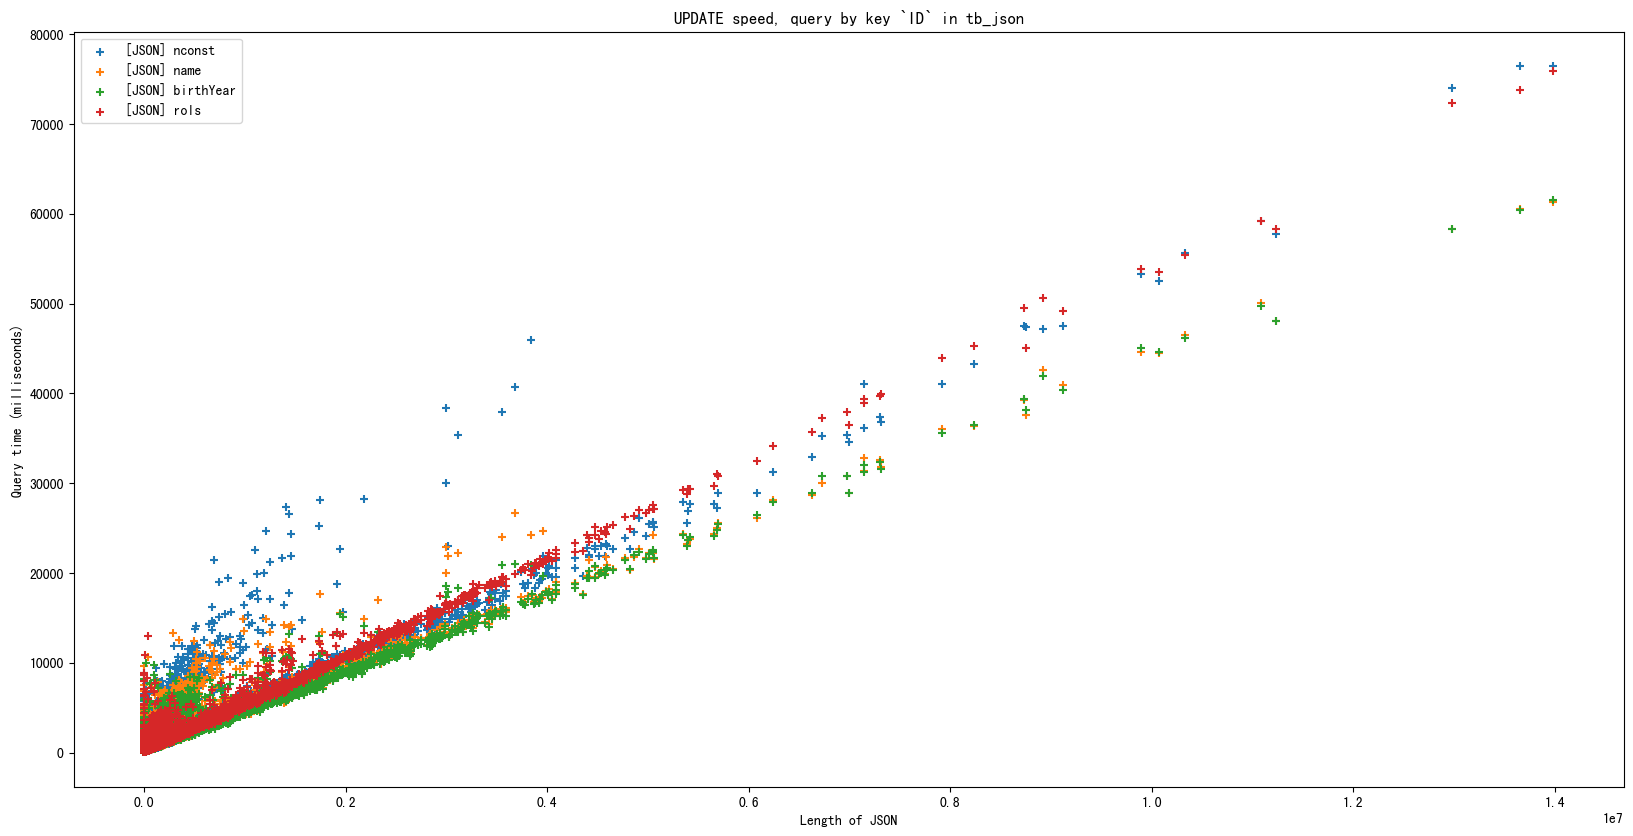 UPDATE speed, query by key `ID` in tb_json
80000
70000
60000
50000
40000
30000
20000
10000
0
[JSON] nconst
[JSON] name
[JSON] birthYear
[JSON] rols
Query time (milliseconds)
0.0 0.2 0.4 0.6 0.8 1.0 1.2 1.4
1e7
Length of JSON